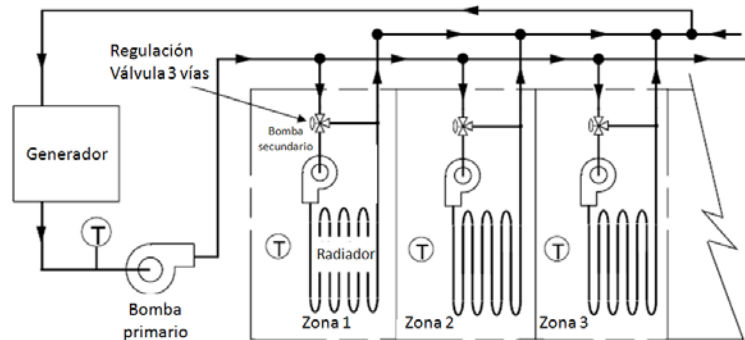 Regulación
Válvula 3 vías
Generador
Bomba
secundario
T
T
Radiador
T
T
Bomba
primario
Zona 1
Zona 2
Zona 3